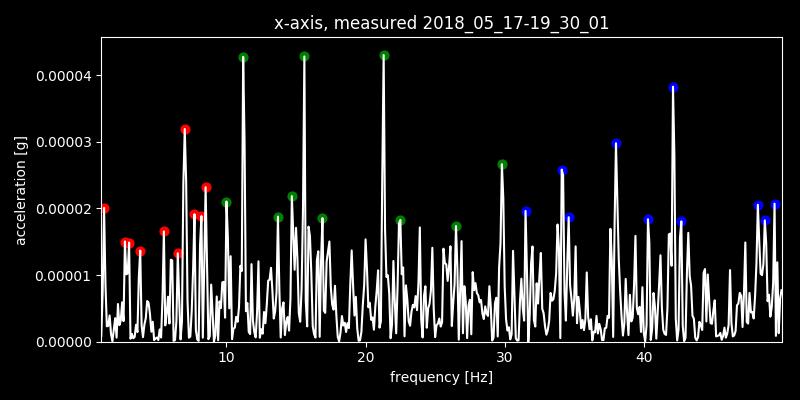 x-axis, measured 2018_05_17-19_30_01
0.00004
0.00003
0.00002
0.00001
0.00000
acceleration [g]
10 20 30 40
frequency [Hz]